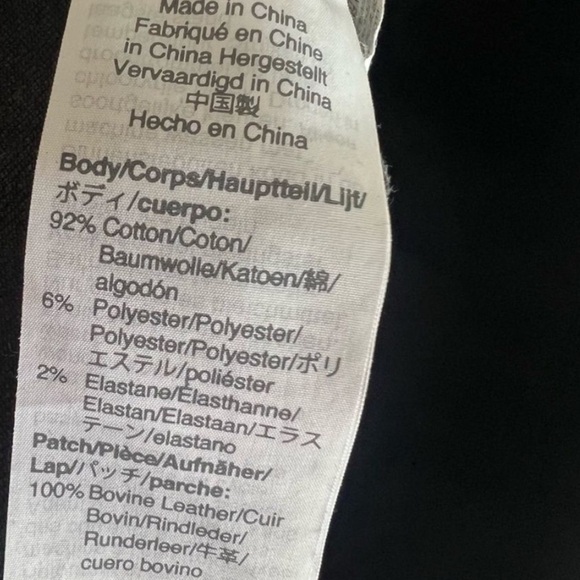 Made in China
Fabriqué en Chine
in China Hergestellt
Vervaardigd in China
中国製
Hecho en China
Body/Corps/Hauptteil/Lijf/
ボディ/cuerpo:
92% Cotton/Coton/
Baumwolle/Katoen/綿/
algodón
6% Polyester/Polyester/
Polyester/Polyester/ポリ
エステル/poliéster
2% Elastane/Élasthanne/
Elastan/Elastaan/エラス
テーン/elastano
Patch/Pièce/Aufnäher/
Lap/パッチ/parche:
100% Bovine Leather/Cuir
Bovin/Rindleder/
Runderleer/牛革/
cuero bovino